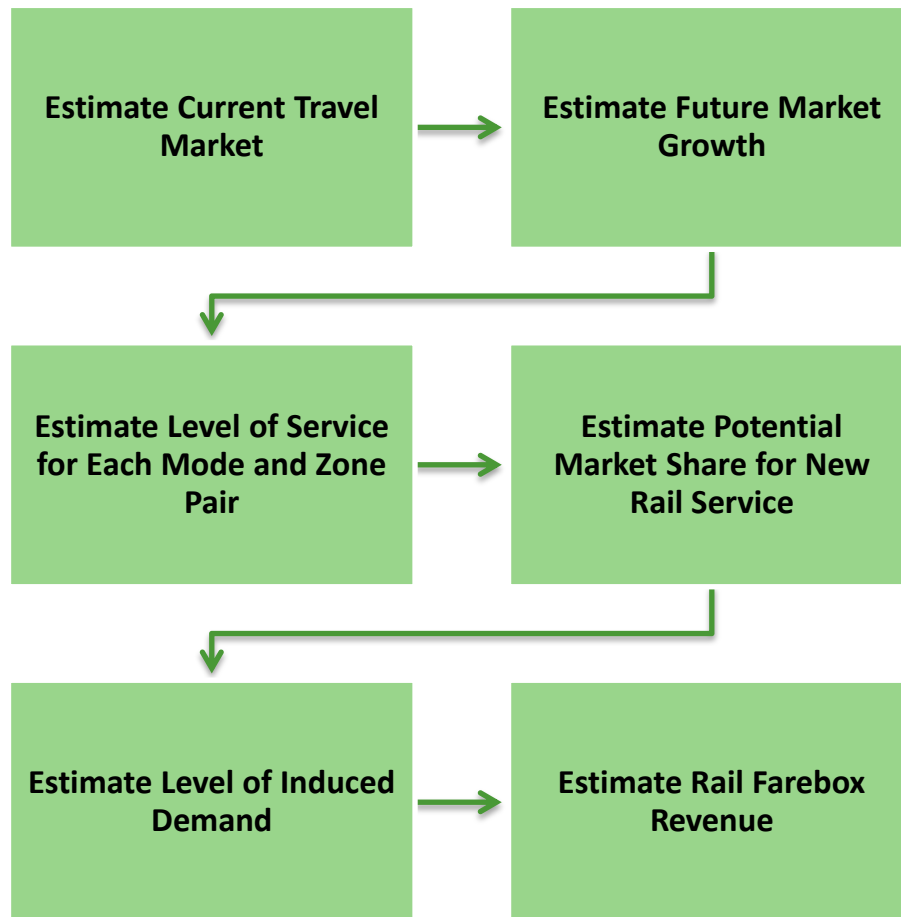 Estimate Current Travel
Market
Estimate Future Market
Growth
Estimate Level of Service
for Each Mode and Zone
Pair
Estimate Potential
Market Share for New
Rail Service
Estimate Level of Induced
Demand
Estimate Rail Farebox
Revenue